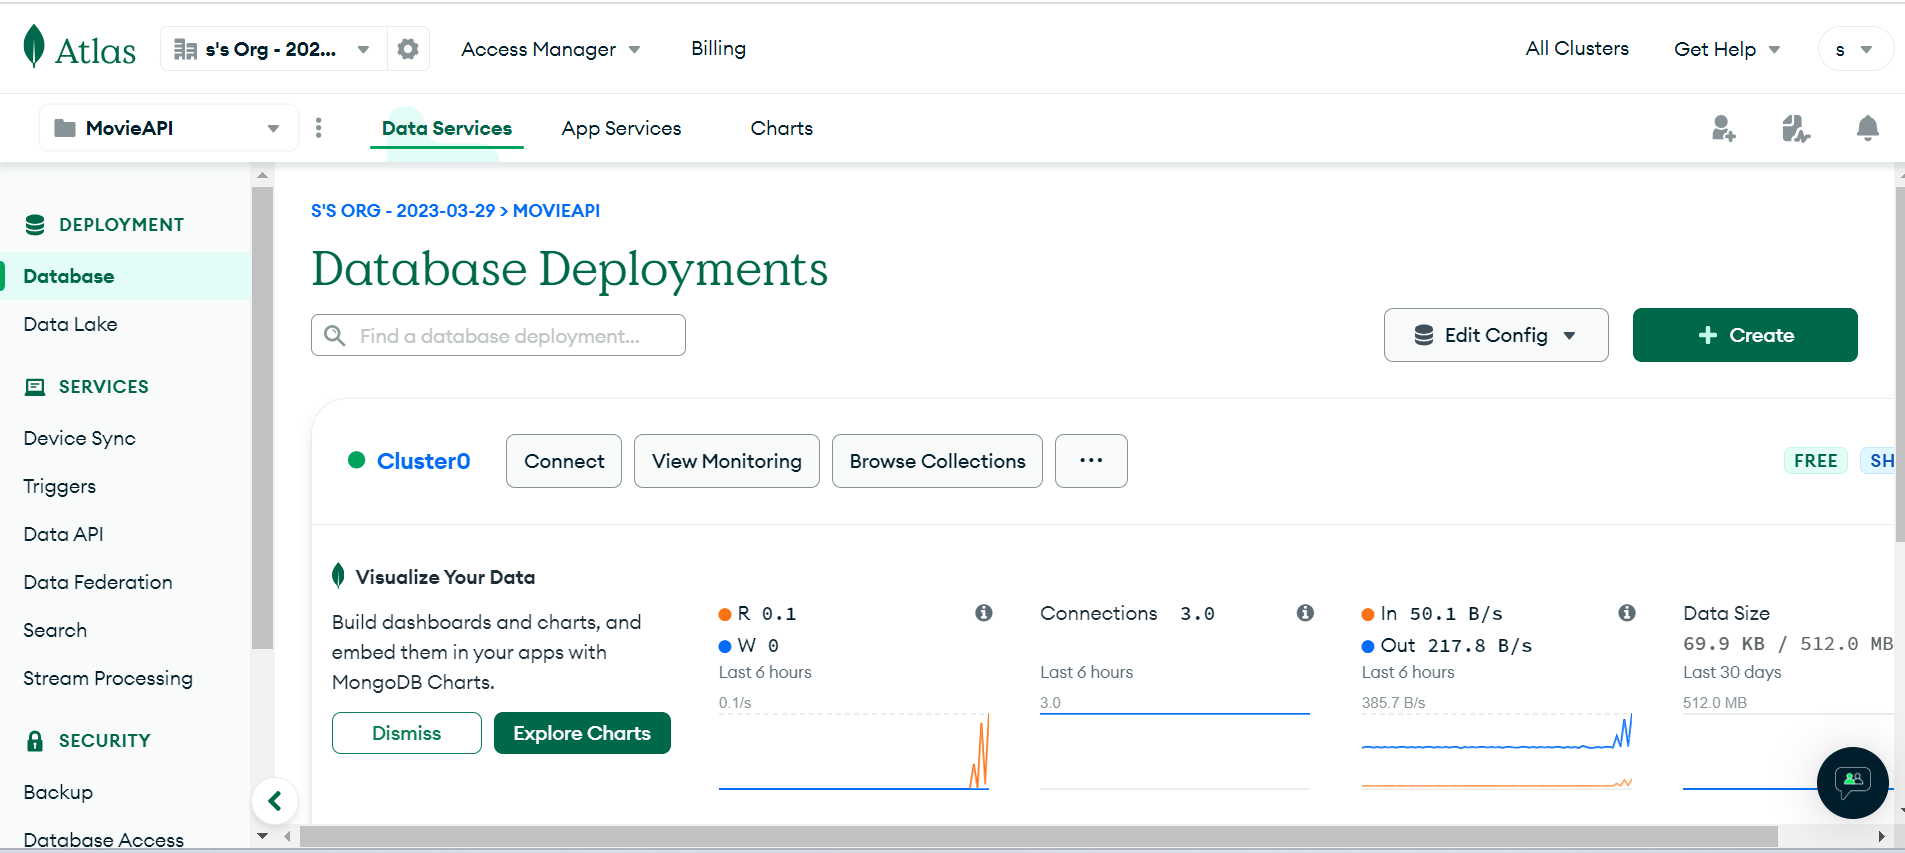 Atlas
s's Org - 202...
Access Manager
Billing
All Clusters
Get Help
s
MovieAPI
Data Services
App Services
Charts
DEPLOYMENT
Database
Data Lake
SERVICES
Device Sync
Triggers
Data API
Data Federation
Search
Stream Processing
SECURITY
Backup
Database Access
S'S ORG - 2023-03-29 > MOVIEAPI
Database Deployments
Find a database deployment...
Edit Config
+ Create
Cluster0
Connect
View Monitoring
Browse Collections
...
FREE
SH
Visualize Your Data
Build dashboards and charts, and
embed them in your apps with
MongoDB Charts.
Dismiss
Explore Charts
R 0.1
W 0
Last 6 hours
0.1/s
Connections 3.0
Last 6 hours
3.0
In 50.1 B/s
Out 217.8 B/s
Last 6 hours
385.7 B/s
Data Size
69.9 KB / 512.0 MB
Last 30 days
512.0 MB